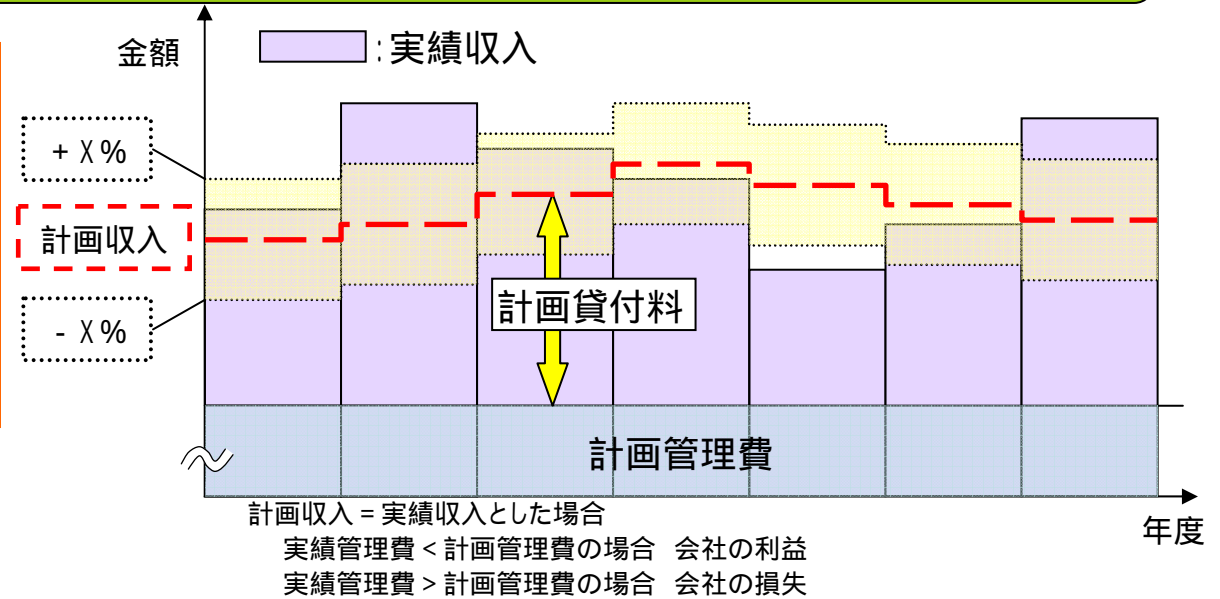 金額
:実績収入
+X%
計画収入
-X%
計画貸付料
計画管理費
年度
計画収入=実績収入とした場合
実績管理費<計画管理費の場合 会社の利益
実績管理費>計画管理費の場合 会社の損失